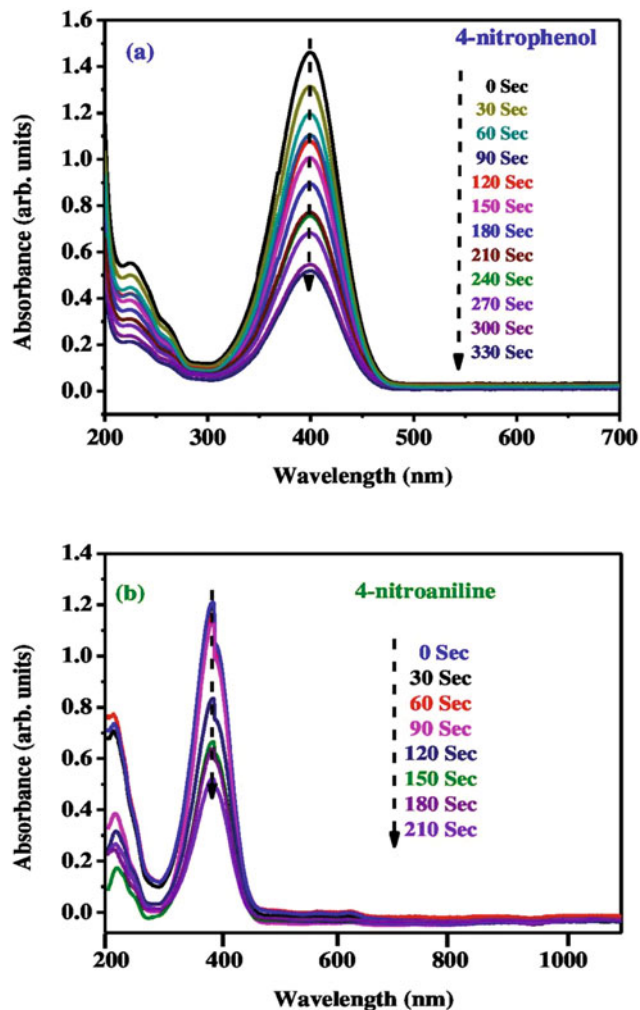 (a)
4-nitrophenol
0 Sec
30 Sec
60 Sec
90 Sec
120 Sec
150 Sec
180 Sec
210 Sec
240 Sec
270 Sec
300 Sec
330 Sec
1.6
1.4
1.2
1.0
0.8
0.6
0.4
0.2
0.0
Absorbance (arb. units)
200 300 400 500 600 700
Wavelength (nm)
(b)
4-nitroaniline
0 Sec
30 Sec
60 Sec
90 Sec
120 Sec
150 Sec
180 Sec
210 Sec
1.4
1.2
1.0
0.8
0.6
0.4
0.2
0.0
Absorbance (arb. units)
200 400 600 800 1000
Wavelength (nm)